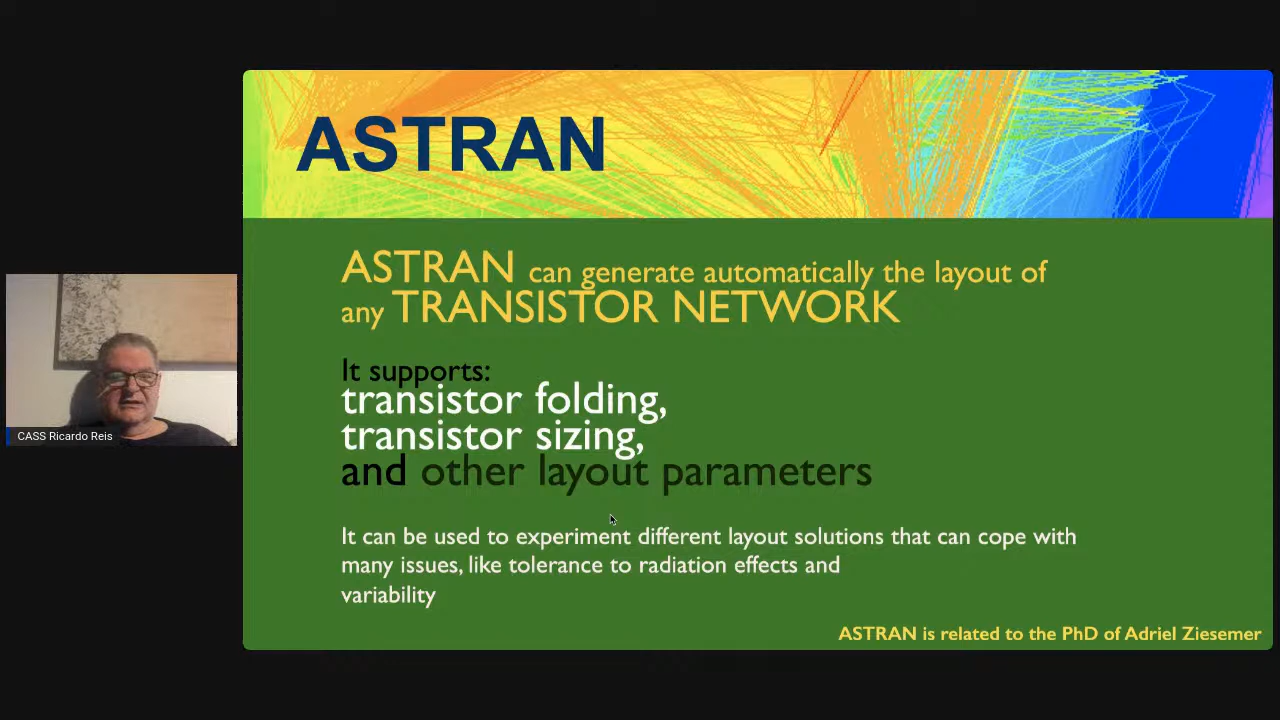 ASTRAN
ASTRAN can generate automatically the layout of
any TRANSISTOR NETWORK
It supports:
transistor folding,
transistor sizing,
and other layout parameters
It can be used to experiment different layout solutions that can cope with
many issues, like tolerance to radiation effects and
variability
ASTRAN is related to the PhD of Adriel Ziesemer
CASS Ricardo Reis